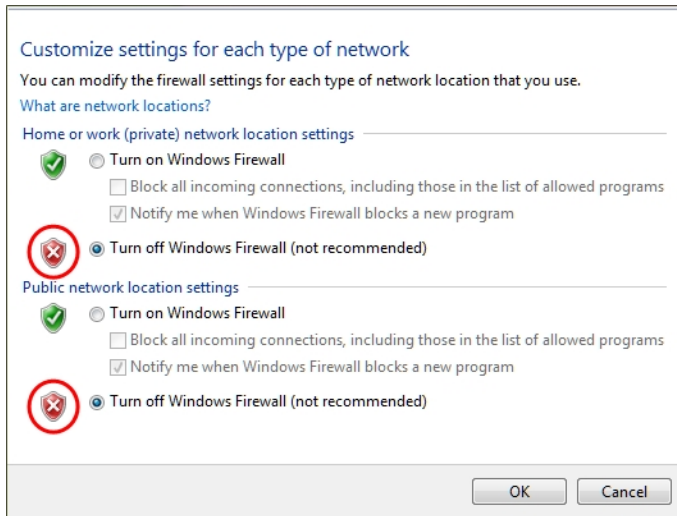 Customize settings for each type of network
You can modify the firewall settings for each type of network location that you use.
What are network locations?
Home or work (private) network location settings
Turn on Windows Firewall
Block all incoming connections, including those in the list of allowed programs
Notify me when Windows Firewall blocks a new program
Turn off Windows Firewall (not recommended)
Public network location settings
Turn on Windows Firewall
Block all incoming connections, including those in the list of allowed programs
Notify me when Windows Firewall blocks a new program
Turn off Windows Firewall (not recommended)
OK Cancel